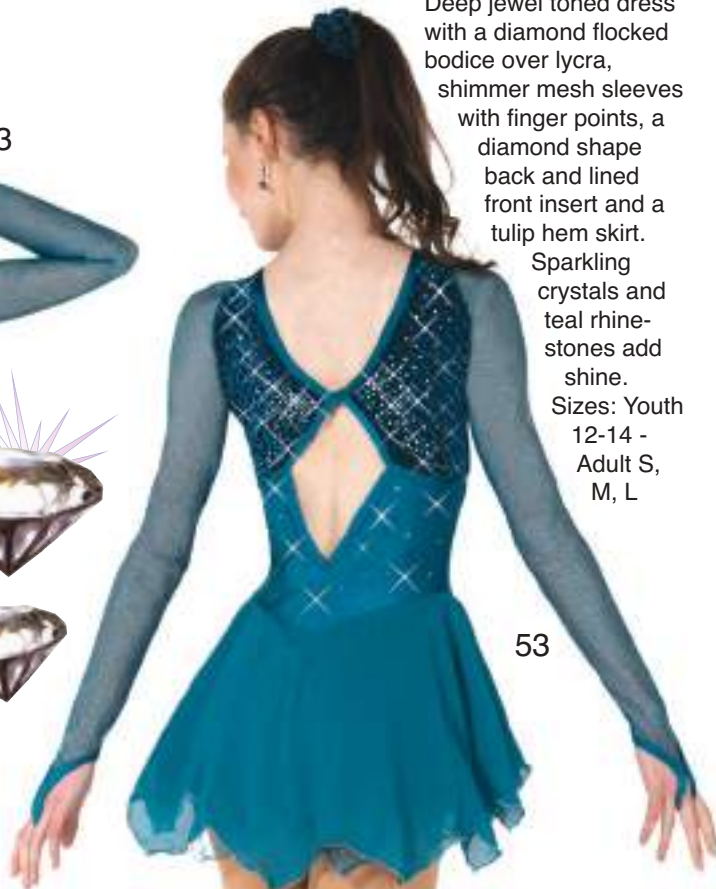 Deep jewel toned dress
with a diamond flocked
bodice over lycra,
shimmer mesh sleeves
with finger points, a
diamond shape
back and lined
front insert and a
tulip hem skirt.
Sparkling
crystals and
teal rhine-
stones add
shine.
Sizes: Youth
12-14 -
Adult S,
M, L
3
53